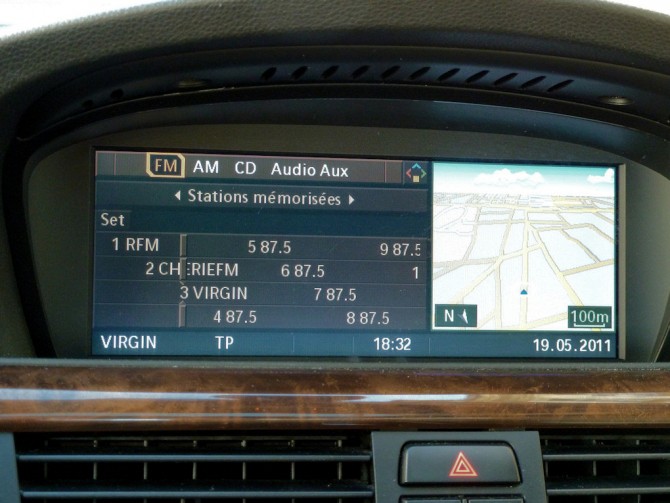 FM AM CD Audio Aux
Stations mémorisées
Set
1 RFM 5 87.5 9 87.5
2 CHERIEFM 6 87.5 1
3 VIRGIN 7 87.5
4 87.5 8 87.5
N 100m
VIRGIN TP 18:32 19.05.2011